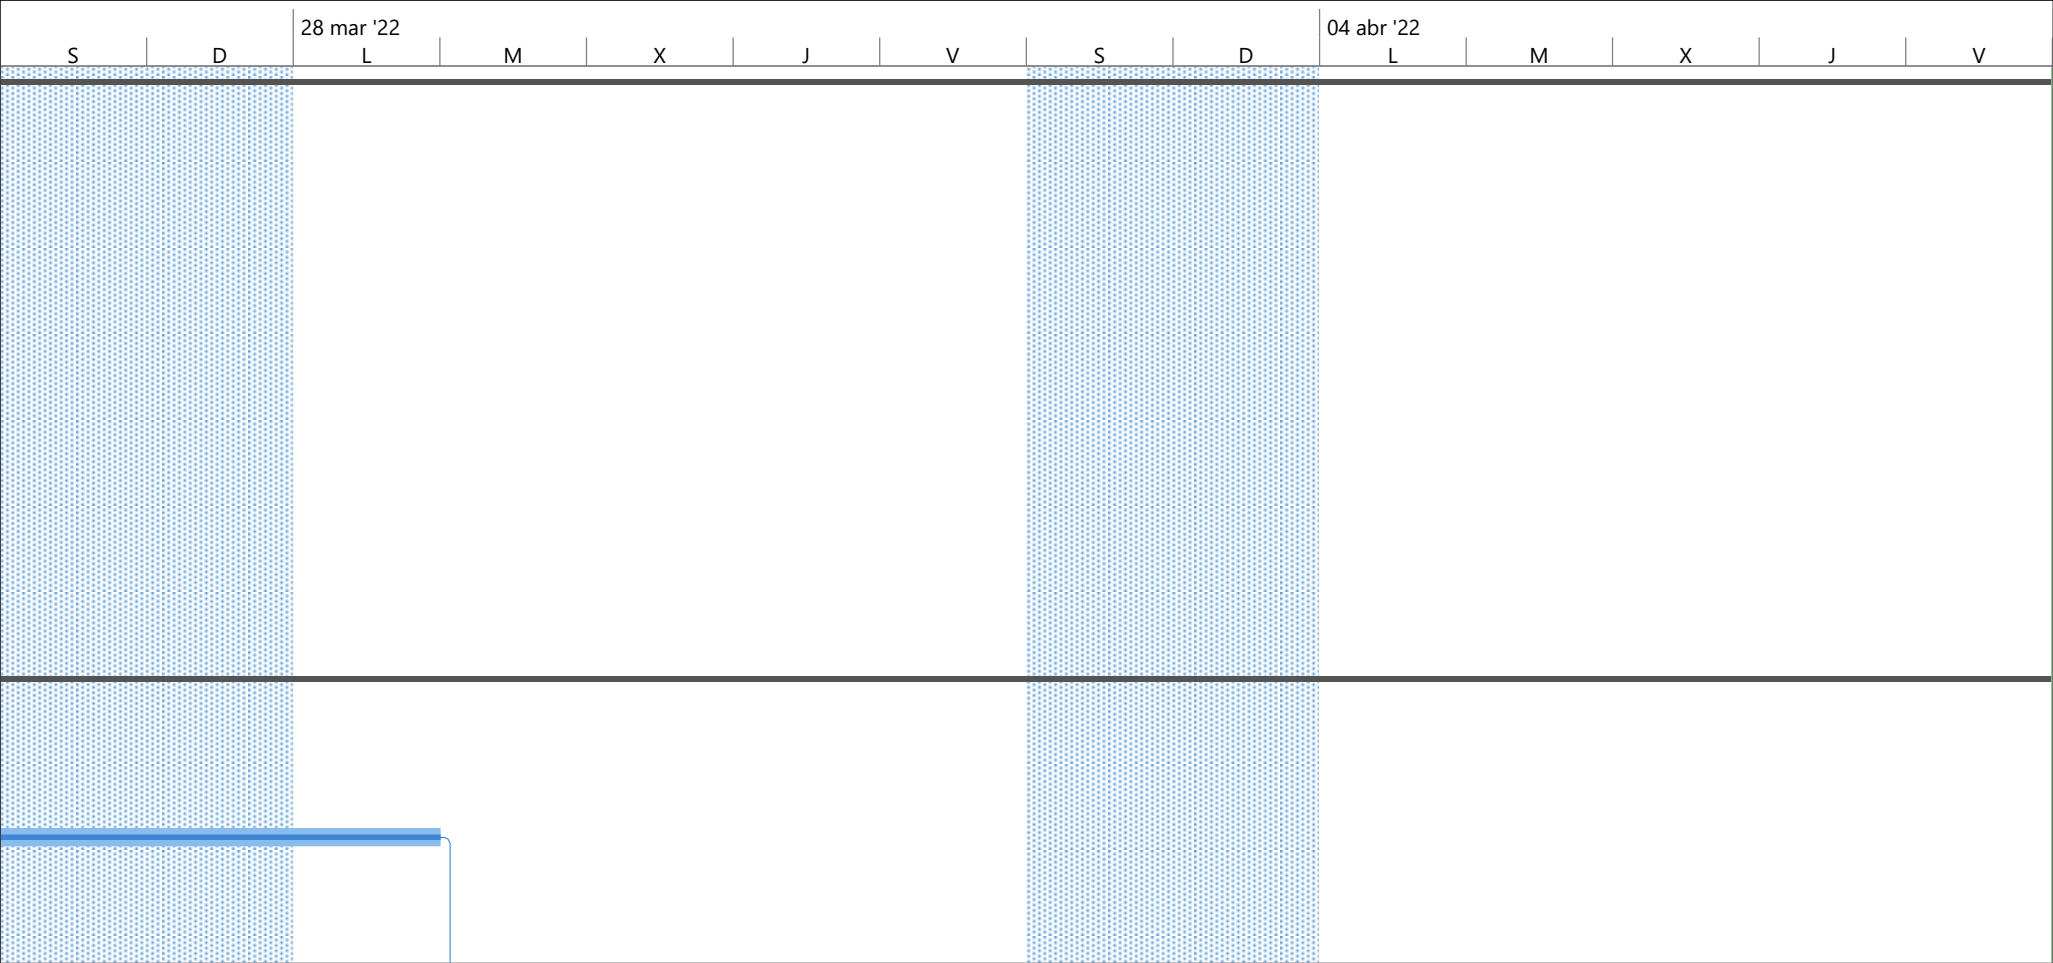 28 mar '22 04 abr '22
S D L M X J V S D L M X J V